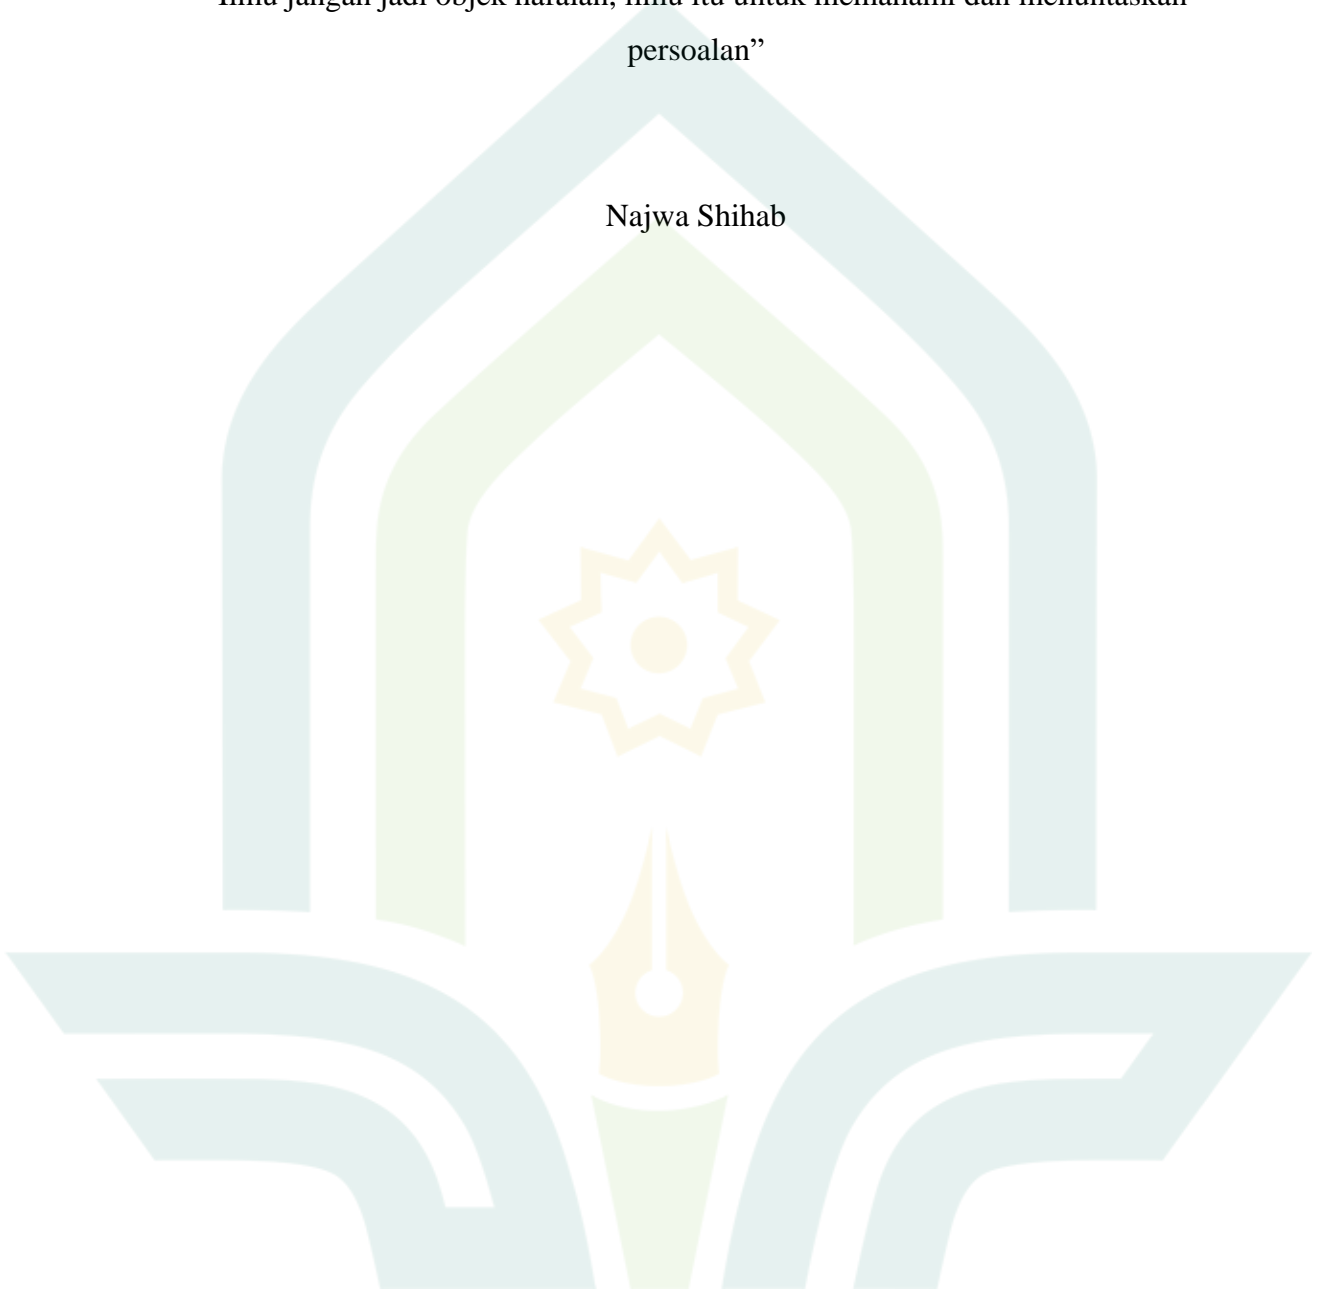 Ilmu jangan jadi objek hafalan, ilmu itu untuk memahami dan menuntaskan
persoalan”
Najwa Shihab